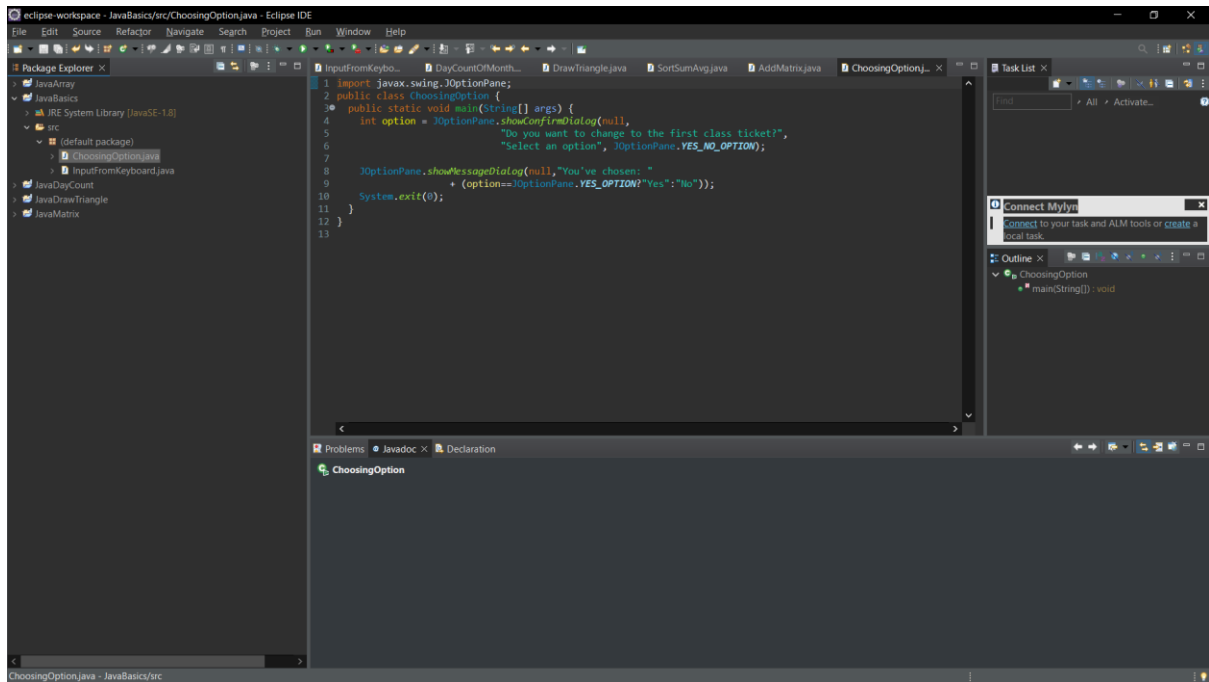 eclipse-workspace - JavaBasics/src/ChoosingOption.java - Eclipse IDE
File Edit Source Refactor Navigate Search Project Run Window Help
Package Explorer
JavaArray
JavaBasics
JRE System Library [JavaSE-1.8]
src
(default package)
ChoosingOption.java
InputFromKeyboard.java
JavaDayCount
JavaDrawTriangle
JavaMatrix
InputFromKeybo... DayCountOfMonth... DrawTriangle.java SortSumAvg.java AddMatrix.java ChoosingOption.j...
1 import javax.swing.JOptionPane;
2 public class ChoosingOption {
3 public static void main(String[] args) {
4 int option = JOptionPane.showConfirmDialog(null,
5 "Do you want to change to the first class ticket?",
6 "Select an option", JOptionPane.YES_NO_OPTION);
7
8 JOptionPane.showMessageDialog(null,"You've chosen: "
9 + (option==JOptionPane.YES_OPTION?"Yes":"No"));
10 System.exit(0);
11 }
12 }
13
Task List
Find All Activate...
Connect Mylyn
Connect to your task and ALM tools or create a
local task.
Outline
ChoosingOption
main(String[]) : void
Problems Javadoc Declaration
ChoosingOption
ChoosingOption.java - JavaBasics/src